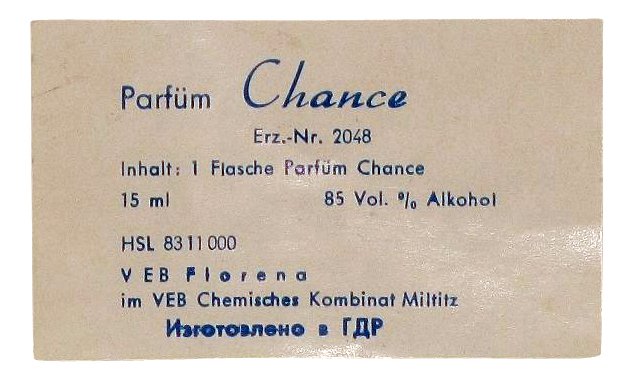 Parfüm Chance
Erz.-Nr. 2048
Inhalt: 1 Flasche Parfüm Chance
15 ml 85 Vol. % Alkohol
HSL 8311000
VEB Florena
im VEB Chemisches Kombinat Miltitz
Изготовлено в ГДР